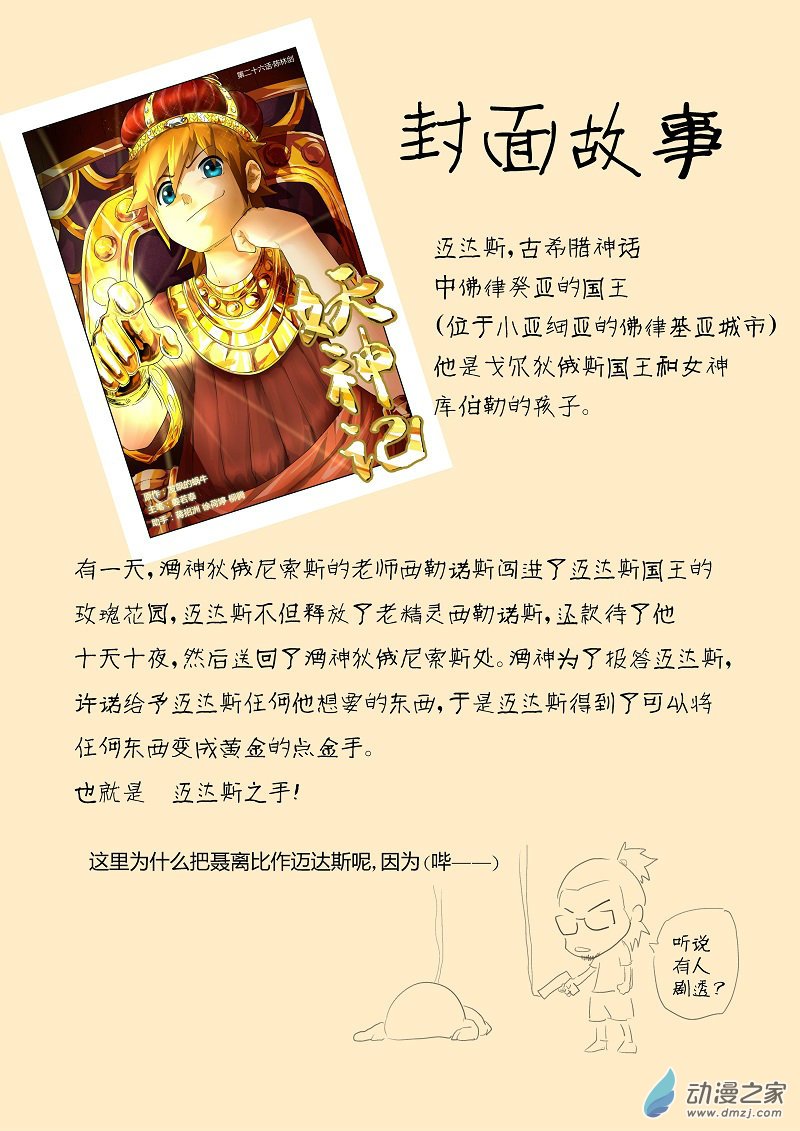 第二十六话·陈林剑
妖神记
主笔：姜若泰
封面故事
迈达斯，古希腊神话
中佛律癸亚的国王
（位于小亚细亚的佛律基亚城市）
他是戈尔狄俄斯国王和女神
库伯勒的孩子。
有一天，酒神狄俄尼索斯的老师西勒诺斯闯进了迈达斯国王的
玫瑰花园，迈达斯不但释放了老精灵西勒诺斯，还款待了他
十天十夜，然后送回了酒神狄俄尼索斯处。酒神为了报答迈达斯，
许诺给予迈达斯任何他想要的东西，于是迈达斯得到了可以将
任何东西变成黄金的点金手。
也就是 迈达斯之手！
这里为什么把聂离比作迈达斯呢，因为（哔——）
听说
有人
剧透？
动漫之家
www.dmzj.com